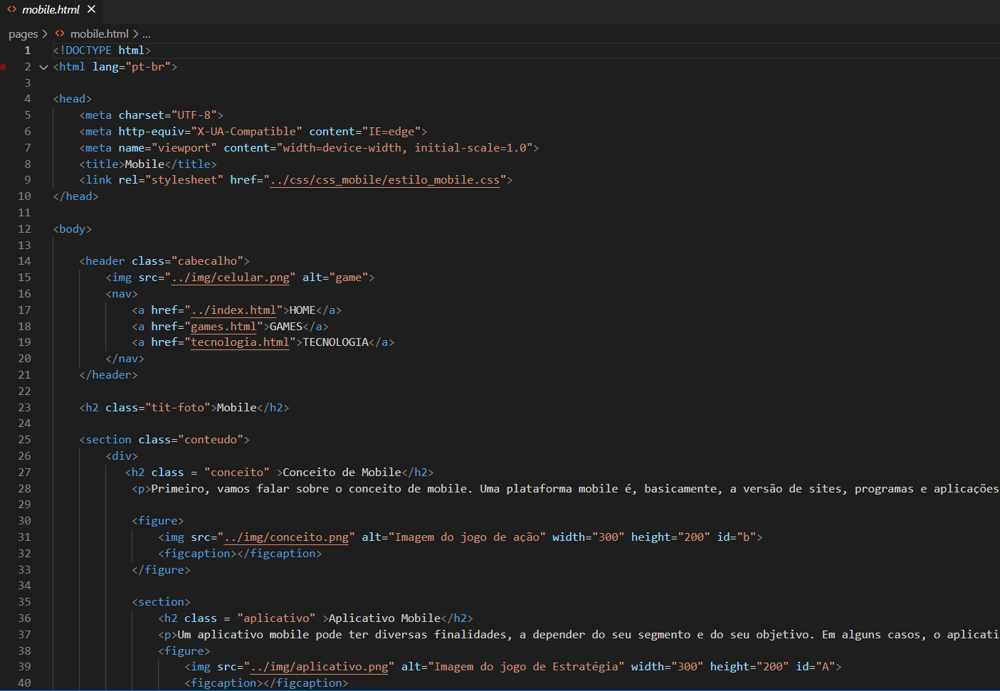 mobile.html
pages > mobile.html > ...
1 <!DOCTYPE html>
2 <html lang="pt-br">
3
4 <head>
5 <meta charset="UTF-8">
6 <meta http-equiv="X-UA-Compatible" content="IE=edge">
7 <meta name="viewport" content="width=device-width, initial-scale=1.0">
8 <title>Mobile</title>
9 <link rel="stylesheet" href="../css/css_mobile/estilo_mobile.css">
10 </head>
11
12 <body>
13
14 <header class="cabecalho">
15 <img src="../img/celular.png" alt="game">
16 <nav>
17 <a href="../index.html">HOME</a>
18 <a href="games.html">GAMES</a>
19 <a href="tecnologia.html">TECNOLOGIA</a>
20 </nav>
21 </header>
22
23 <h2 class="tit-foto">Mobile</h2>
24
25 <section class="conteudo">
26 <div>
27 <h2 class = "conceito" >Conceito de Mobile</h2>
28 <p>Primeiro, vamos falar sobre o conceito de mobile. Uma plataforma mobile é, basicamente, a versão de sites, programas e aplicações
29
30 <figure>
31 <img src="../img/conceito.png" alt="Imagem do jogo de ação" width="300" height="200" id="b">
32 <figcaption></figcaption>
33 </figure>
34
35 <section>
36 <h2 class = "aplicativo" >Aplicativo Mobile</h2>
37 <p>Um aplicativo mobile pode ter diversas finalidades, a depender do seu segmento e do seu objetivo. Em alguns casos, o aplicati
38 <figure>
39 <img src="../img/aplicativo.png" alt="Imagem do jogo de Estratégia" width="300" height="200" id="A">
40 <figcaption></figcaption>